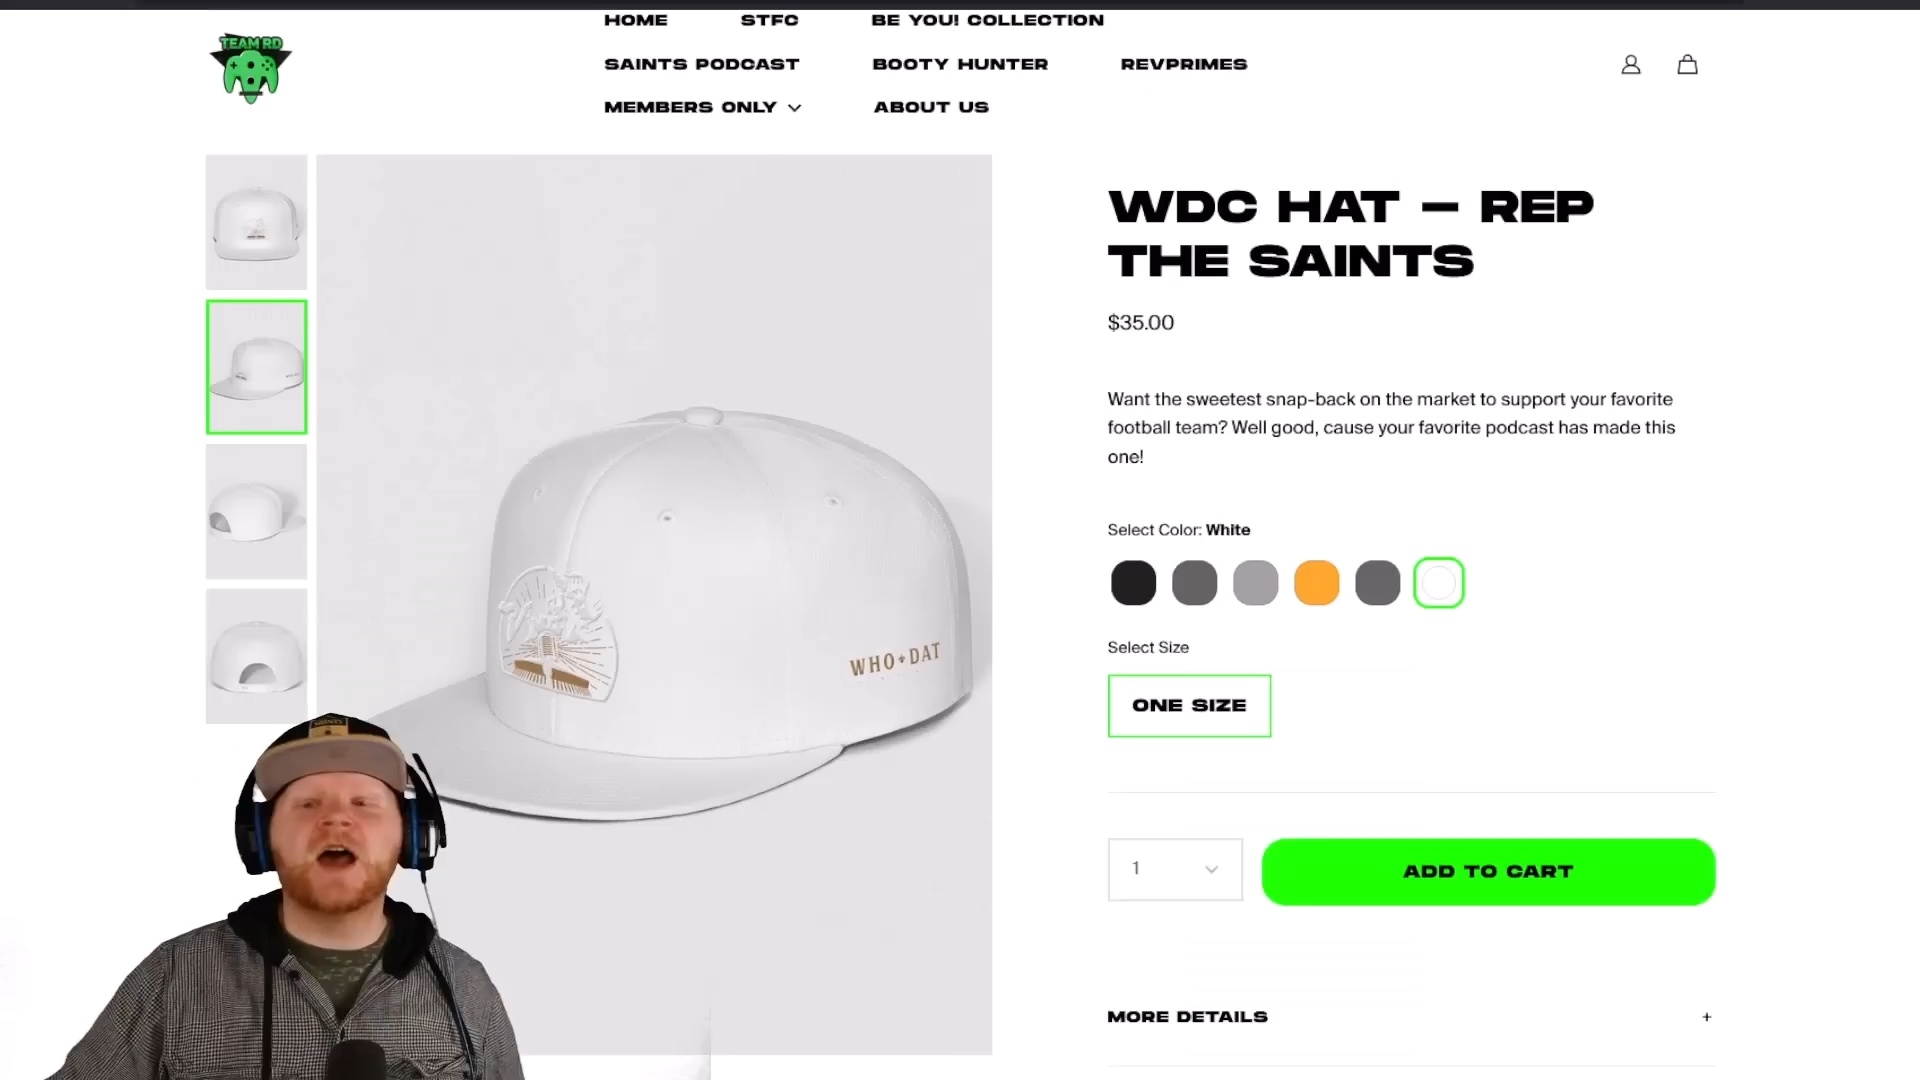 TEAM RD
HOME STFC BE YOU! COLLECTION
SAINTS PODCAST BOOTY HUNTER REVPRIMES
MEMBERS ONLY ABOUT US
WDC HAT – REP
THE SAINTS
$35.00
Want the sweetest snap-back on the market to support your favorite
football team? Well good, cause your favorite podcast has made this
one!
Select Color: White
Select Size
ONE SIZE
WHO DAT
1
ADD TO CART
MORE DETAILS +